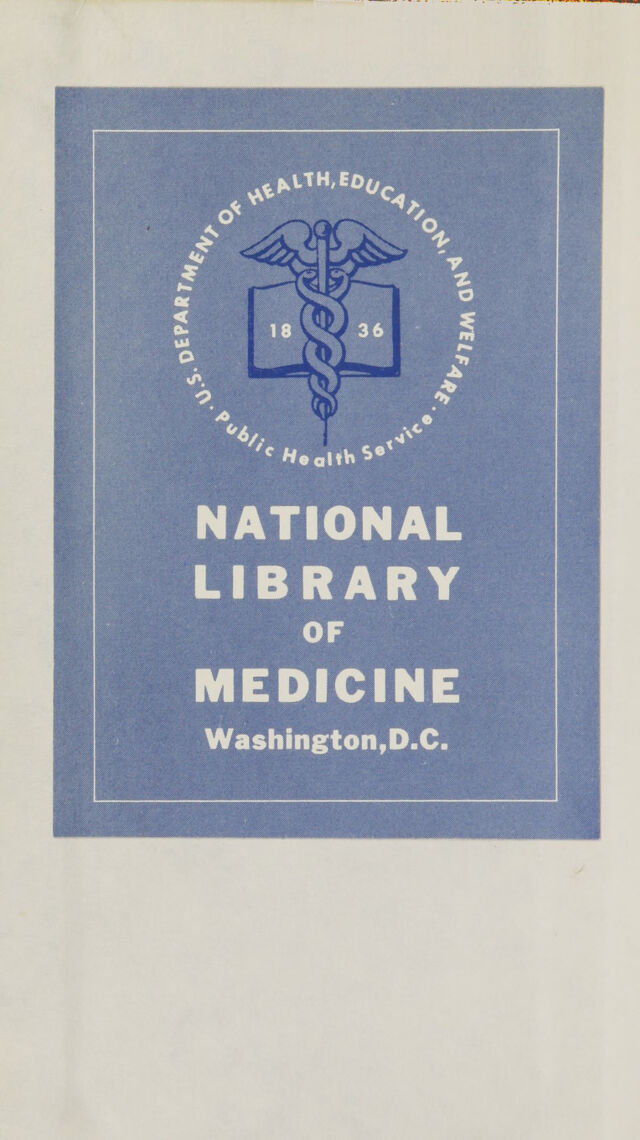 U.S. DEPARTMENT OF HEALTH, EDUCATION, AND WELFARE ·
· Public Health Service ·
18 36
NATIONAL
LIBRARY
OF
MEDICINE
Washington, D.C.